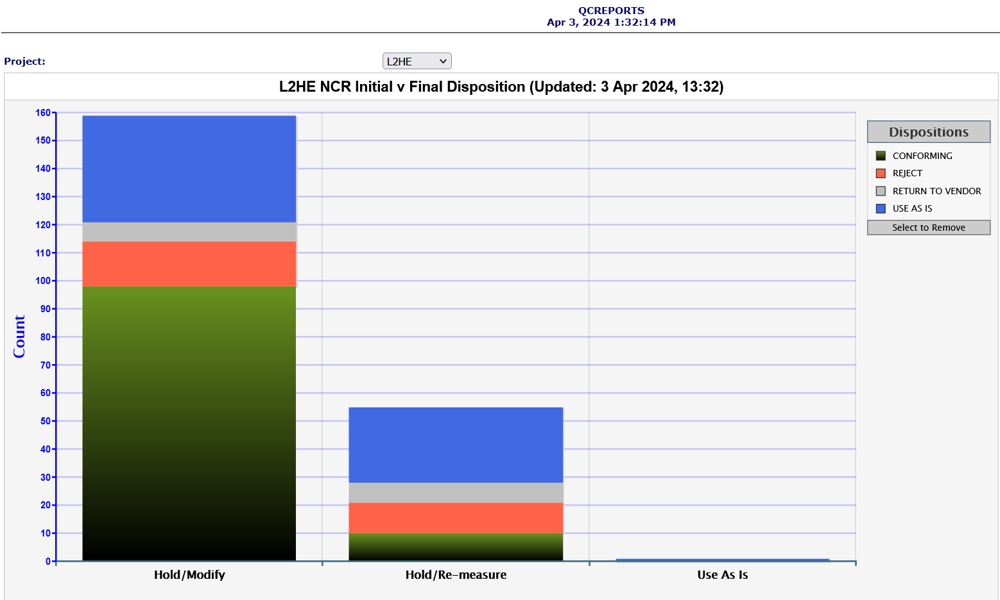 QCREPORTS
Apr 3, 2024 1:32:14 PM
Project:
L2HE
L2HE NCR Initial v Final Disposition (Updated: 3 Apr 2024, 13:32)
160
150
140
130
120
110
100
90
80
70
60
50
40
30
20
10
0
Count
Hold/Modify
Hold/Re-measure
Use As Is
Dispositions
CONFORMING
REJECT
RETURN TO VENDOR
USE AS IS
Select to Remove